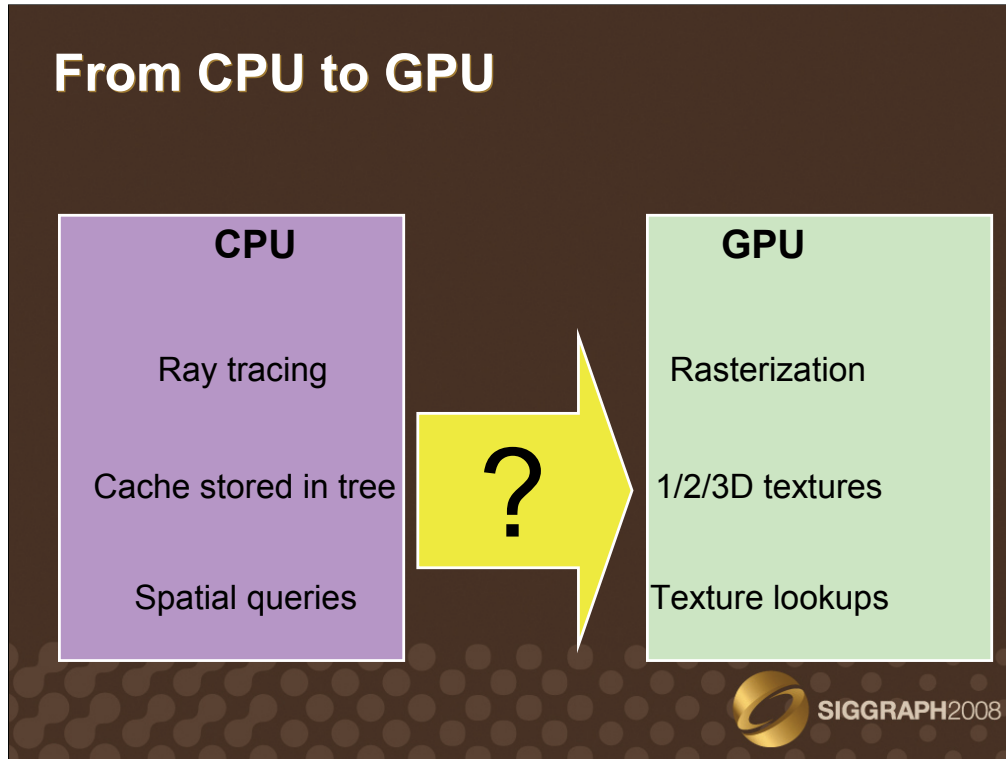 From CPU to GPU
CPU
Ray tracing
Cache stored in tree
Spatial queries
?
GPU
Rasterization
1/2/3D textures
Texture lookups
SIGGRAPH2008